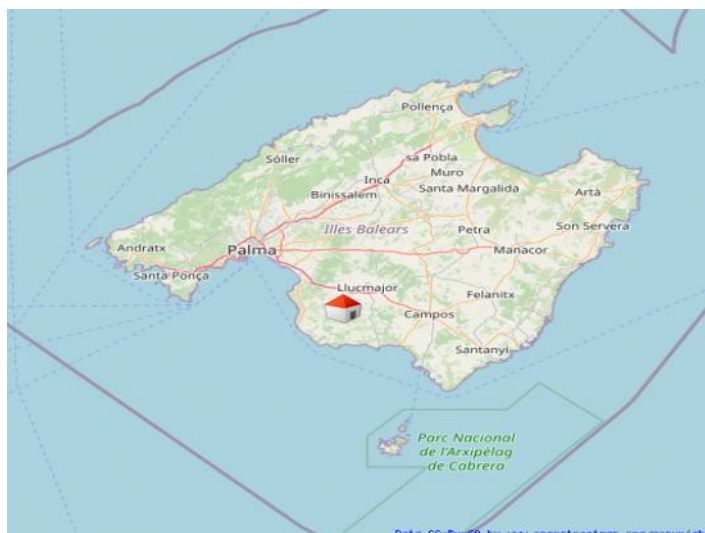 Pollença
sa Pobla
Sóller
Inca
Muro
Binissalem
Santa Margalida
Artà
Illes Balears
Petra
Son Servera
Andratx
Palma
Manacor
Santa Ponça
Llucmajor
Felanitx
Campos
Santanyí
Parc Nacional
de l'Arxipèlag
de Cabrera